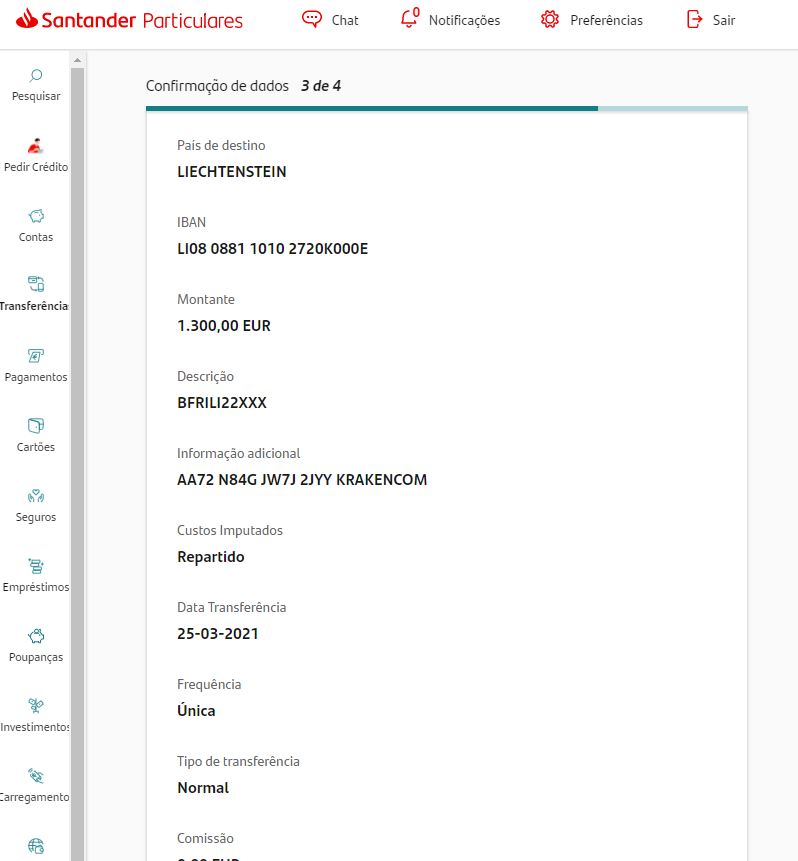 Santander Particulares
Chat
0
Notificações
Preferências
Sair
Pesquisar
Pedir Crédito
Contas
Transferência
Pagamentos
Cartões
Seguros
Empréstimos
Poupanças
Investimentos
Carregamento
Confirmação de dados 3 de 4
País de destino
LIECHTENSTEIN
IBAN
LI08 0881 1010 2720K000E
Montante
1.300,00 EUR
Descrição
BFRILI22XXX
Informação adicional
AA72 N84G JW7J 2JYY KRAKENCOM
Custos Imputados
Repartido
Data Transferência
25-03-2021
Frequência
Única
Tipo de transferência
Normal
Comissão